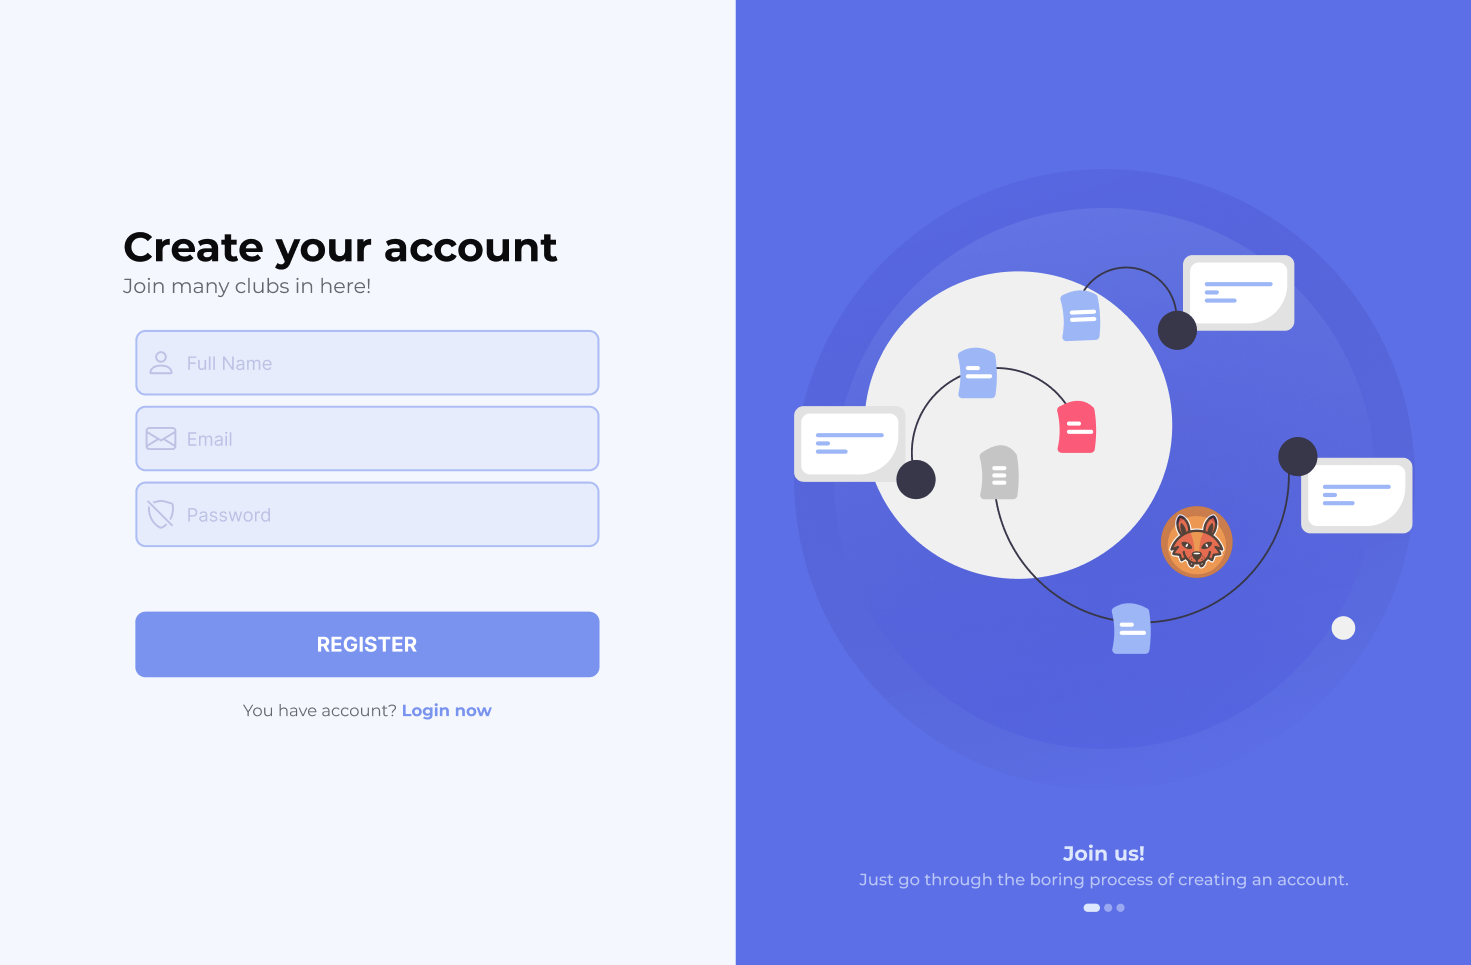 Create your account
Join many clubs in here!
Full Name
Email
Password
REGISTER
You have account? Login now
Join us!
Just go through the boring process of creating an account.